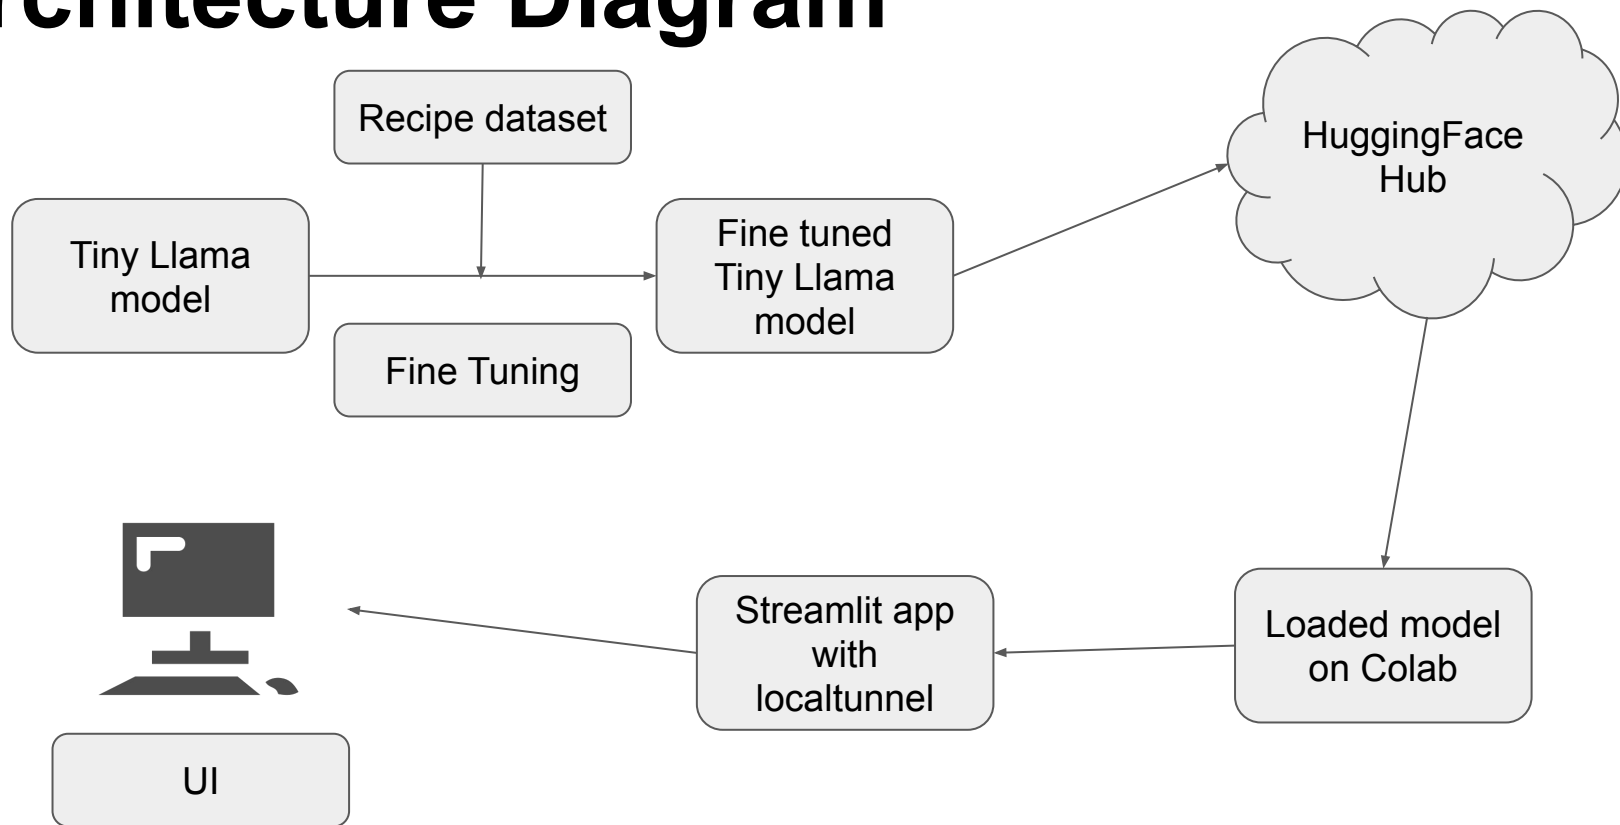 rchitecture Diagram
Recipe dataset
HuggingFace
Hub
Tiny Llama
model
Fine tuned
Tiny Llama
model
Fine Tuning
Streamlit app
with
localtunnel
Loaded model
on Colab
UI